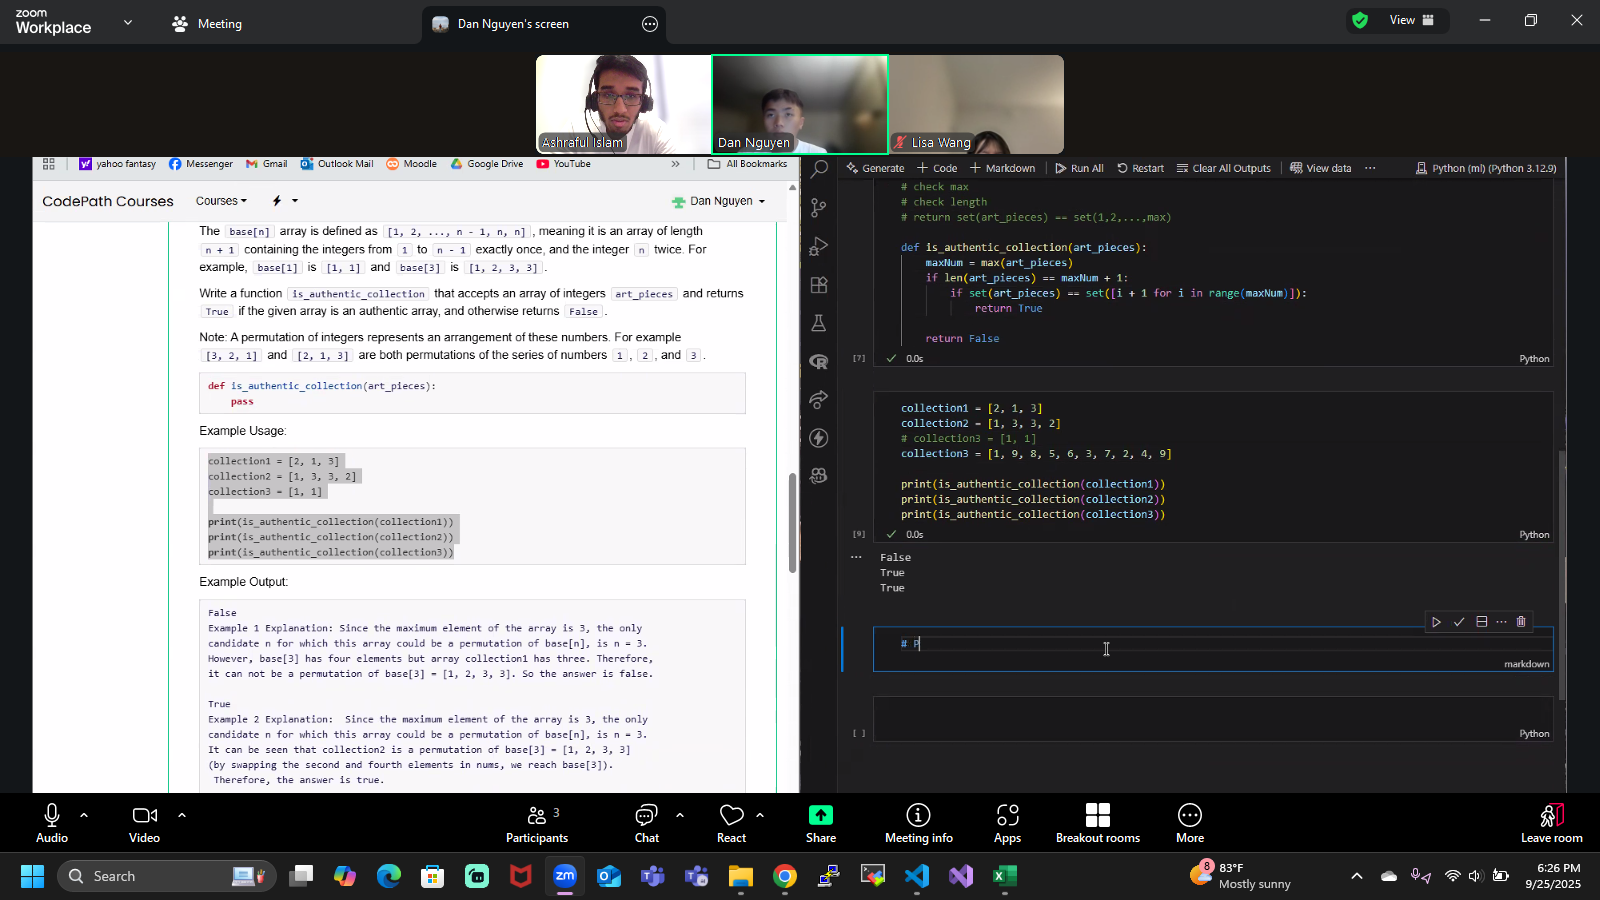 zoom
Workplace
Meeting
Dan Nguyen's screen
View
Ashraful Islam
Dan Nguyen
Lisa Wang
yahoo fantasy
Messenger
Gmail
Outlook Mail
Moodle
Google Drive
YouTube
»
All Bookmarks
CodePath Courses
Courses
Dan Nguyen
The base[n] array is defined as [1, 2, ..., n - 1, n, n] , meaning it is an array of length
n + 1 containing the integers from 1 to n - 1 exactly once, and the integer n twice. For
example, base[1] is [1, 1] and base[3] is [1, 2, 3, 3] .
Write a function is_authentic_collection that accepts an array of integers art_pieces and returns
True if the given array is an authentic array, and otherwise returns False .
Note: A permutation of integers represents an arrangement of these numbers. For example
[3, 2, 1] and [2, 1, 3] are both permutations of the series of numbers 1 , 2 , and 3 .
def is_authentic_collection(art_pieces):
pass
Example Usage:
collection1 = [2, 1, 3]
collection2 = [1, 3, 3, 2]
collection3 = [1, 1]
print(is_authentic_collection(collection1))
print(is_authentic_collection(collection2))
print(is_authentic_collection(collection3))
Example Output:
False
Example 1 Explanation: Since the maximum element of the array is 3, the only
candidate n for which this array could be a permutation of base[n], is n = 3.
However, base[3] has four elements but array collection1 has three. Therefore,
it can not be a permutation of base[3] = [1, 2, 3, 3]. So the answer is false.
True
Example 2 Explanation:  Since the maximum element of the array is 3, the only
candidate n for which this array could be a permutation of base[n], is n = 3.
It can be seen that collection2 is a permutation of base[3] = [1, 2, 3, 3]
(by swapping the second and fourth elements in nums, we reach base[3]).
Therefore, the answer is true.
Generate
+ Code
+ Markdown
Run All
Restart
Clear All Outputs
View data
...
Python (ml) (Python 3.12.9)
# check max
# check length
# return set(art_pieces) == set(1,2,...,max)
def is_authentic_collection(art_pieces):
maxNum = max(art_pieces)
if len(art_pieces) == maxNum + 1:
if set(art_pieces) == set([i + 1 for i in range(maxNum)]):
return True
return False
[7]
0.0s
Python
collection1 = [2, 1, 3]
collection2 = [1, 3, 3, 2]
# collection3 = [1, 1]
collection3 = [1, 9, 8, 5, 6, 3, 7, 2, 4, 9]
print(is_authentic_collection(collection1))
print(is_authentic_collection(collection2))
print(is_authentic_collection(collection3))
[9]
0.0s
Python
...
False
True
True
# P
markdown
[ ]
Python
Audio
Video
Participants
3
Chat
React
Share
Meeting info
Apps
Breakout rooms
More
Leave room
Search
zm
8
83°F
Mostly sunny
6:26 PM
9/25/2025